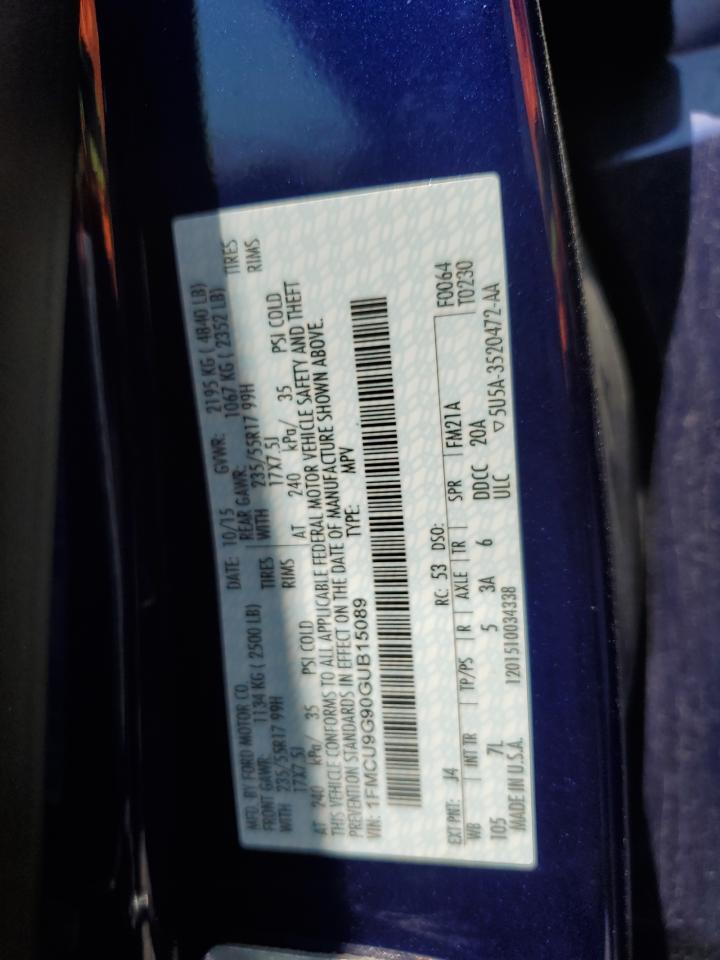 MFD. BY FORD MOTOR CO. DATE: 10/15 GVWR: 2195 KG ( 4840 LB)
FRONT GAWR: 1134 KG ( 2500 LB) REAR GAWR: 1067 KG ( 2352 LB)
WITH 235/55R17 99H TIRES WITH 235/55R17 99H TIRES
17X7.5J RIMS 17X7.5J RIMS
AT 240 kPa/ 35 PSI COLD AT 240 kPa/ 35 PSI COLD
THIS VEHICLE CONFORMS TO ALL APPLICABLE FEDERAL MOTOR VEHICLE SAFETY AND THEFT
PREVENTION STANDARDS IN EFFECT ON THE DATE OF MANUFACTURE SHOWN ABOVE.
VIN: 1FMCU9G90GUB15089 TYPE: MPV
EXT PNT: J4 RC: 53 DSO: F0064
WB INT TR TP/PS R AXLE TR SPR FM21A T0230
105 7L 5 3A 6 DDCC 20A
MADE IN U.S.A. 1201510034338 ULC ▽5U5A-3520472-AA